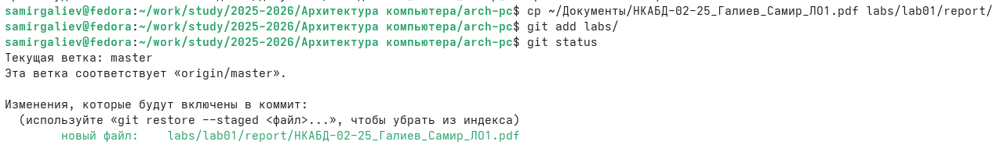 samirgaliev@fedora:~/work/study/2025-2026/Архитектура компьютера/arch-pc$ cp ~/Документы/НКАБД-02-25_Галиев_Самир_ЛО1.pdf labs/lab01/report/
samirgaliev@fedora:~/work/study/2025-2026/Архитектура компьютера/arch-pc$ git add labs/
samirgaliev@fedora:~/work/study/2025-2026/Архитектура компьютера/arch-pc$ git status
Текущая ветка: master
Эта ветка соответствует «origin/master».
Изменения, которые будут включены в коммит:
(используйте «git restore --staged <файл>...», чтобы убрать из индекса)
новый файл:    labs/lab01/report/НКАБД-02-25_Галиев_Самир_ЛО1.pdf